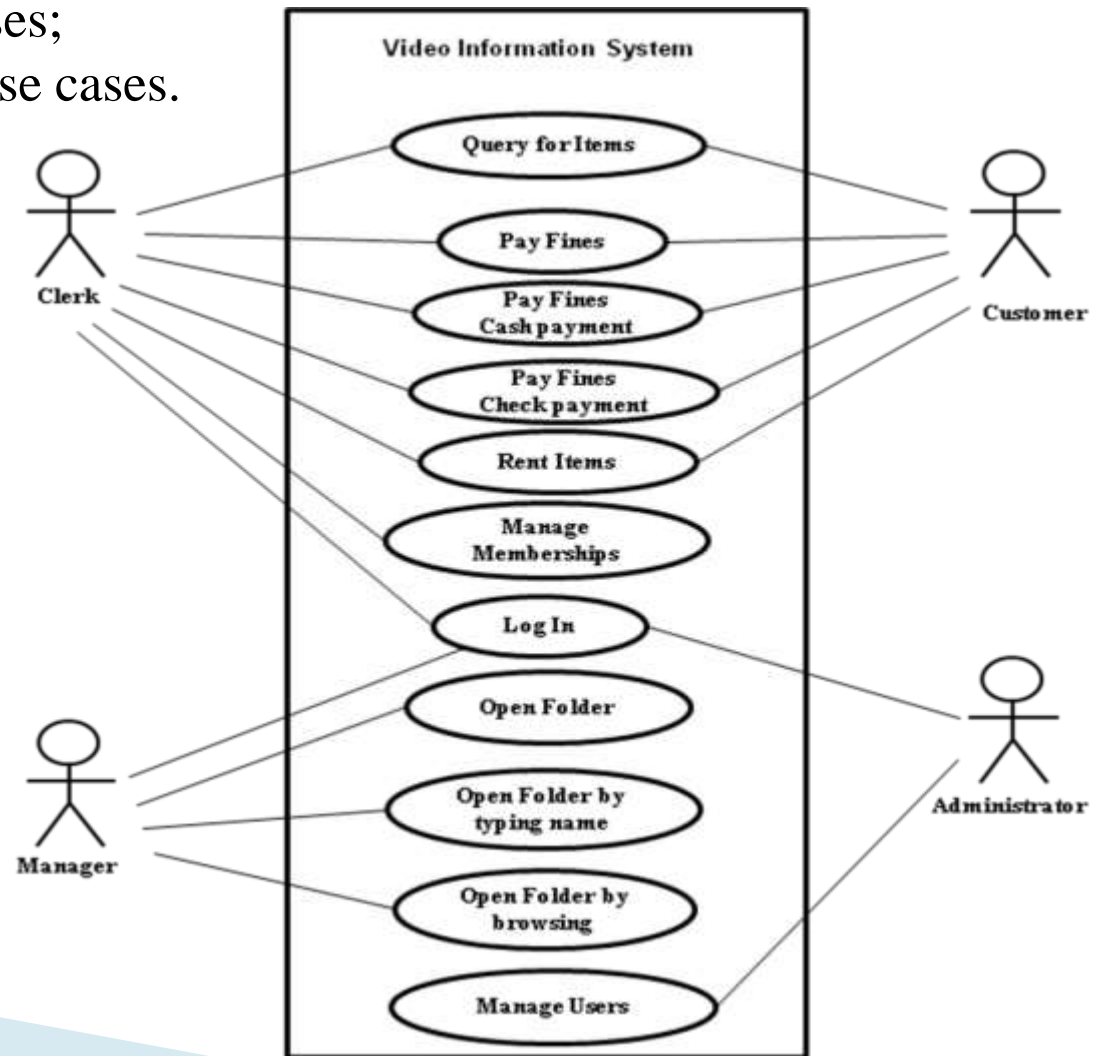 ses;
se cases.
Video Information System
Query for Items
Pay Fines
Pay Fines
Cash payment
Pay Fines
Check payment
Rent Items
Manage
Memberships
Log In
Open Folder
Open Folder by
typing name
Open Folder by
browsing
Manage Users
Clerk
Customer
Manager
Administrator